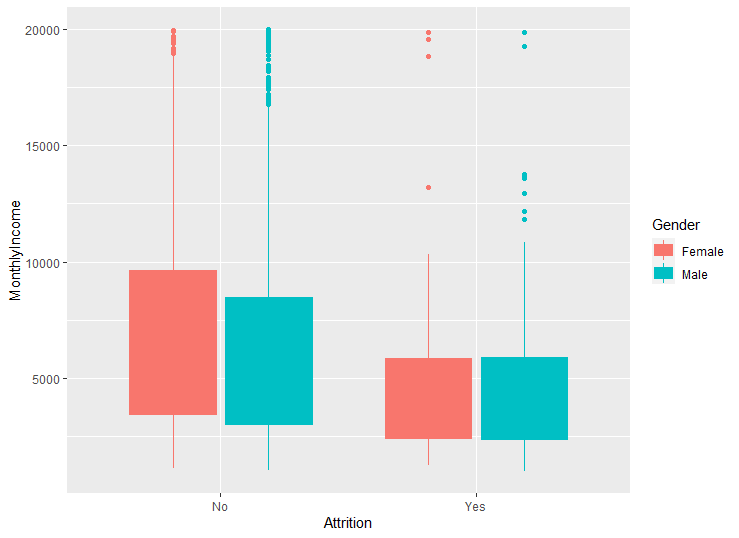 20000
15000
10000
5000
MonthlyIncome
No
Yes
Attrition
Gender
Female
Male